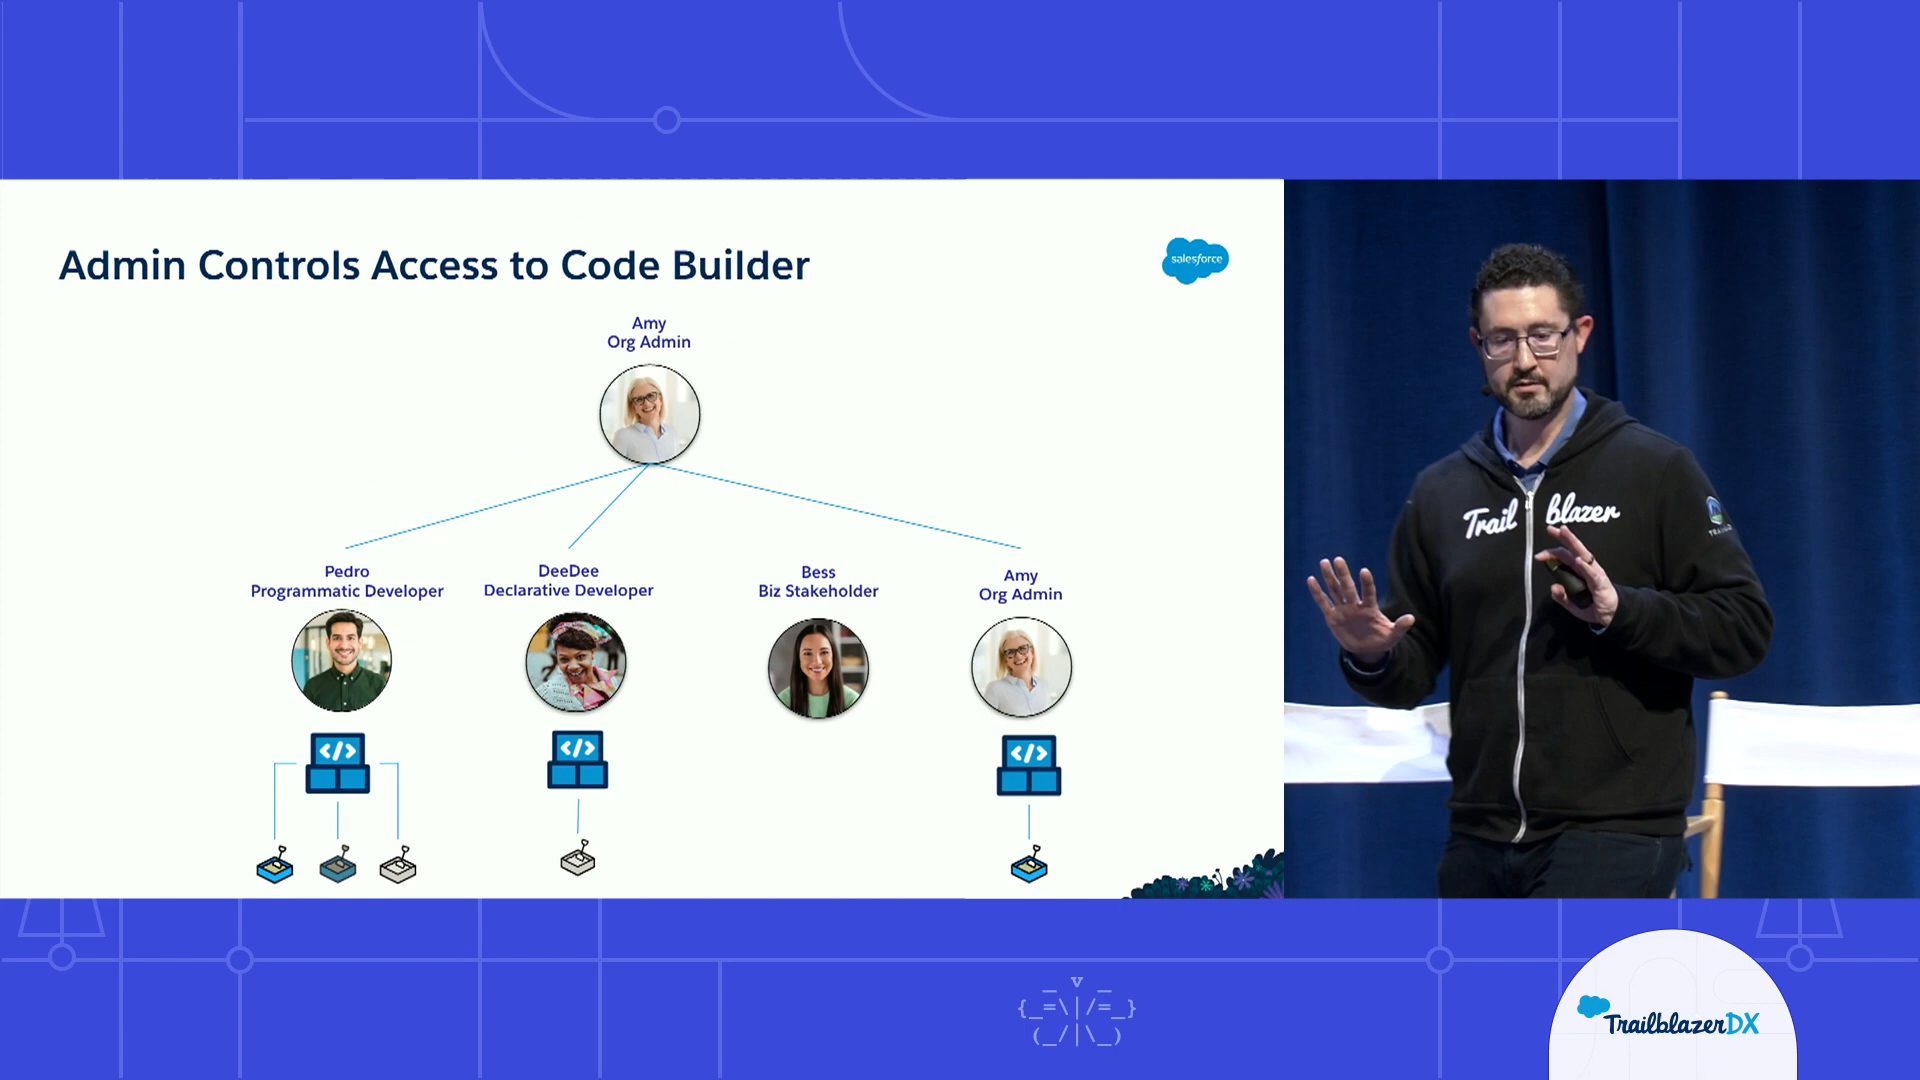 Admin Controls Access to Code Builder
salesforce
Amy
Org Admin
Pedro
Programmatic Developer
DeeDee
Declarative Developer
Bess
Biz Stakeholder
Amy
Org Admin
</>
</>
</>
Trail blazer
TrailblazerDX